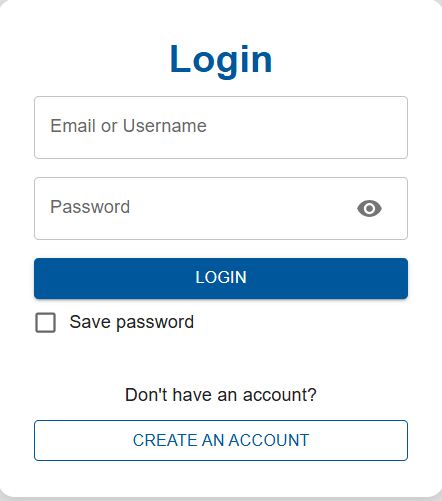 Login
Email or Username
Password
LOGIN
Save password
Don't have an account?
CREATE AN ACCOUNT